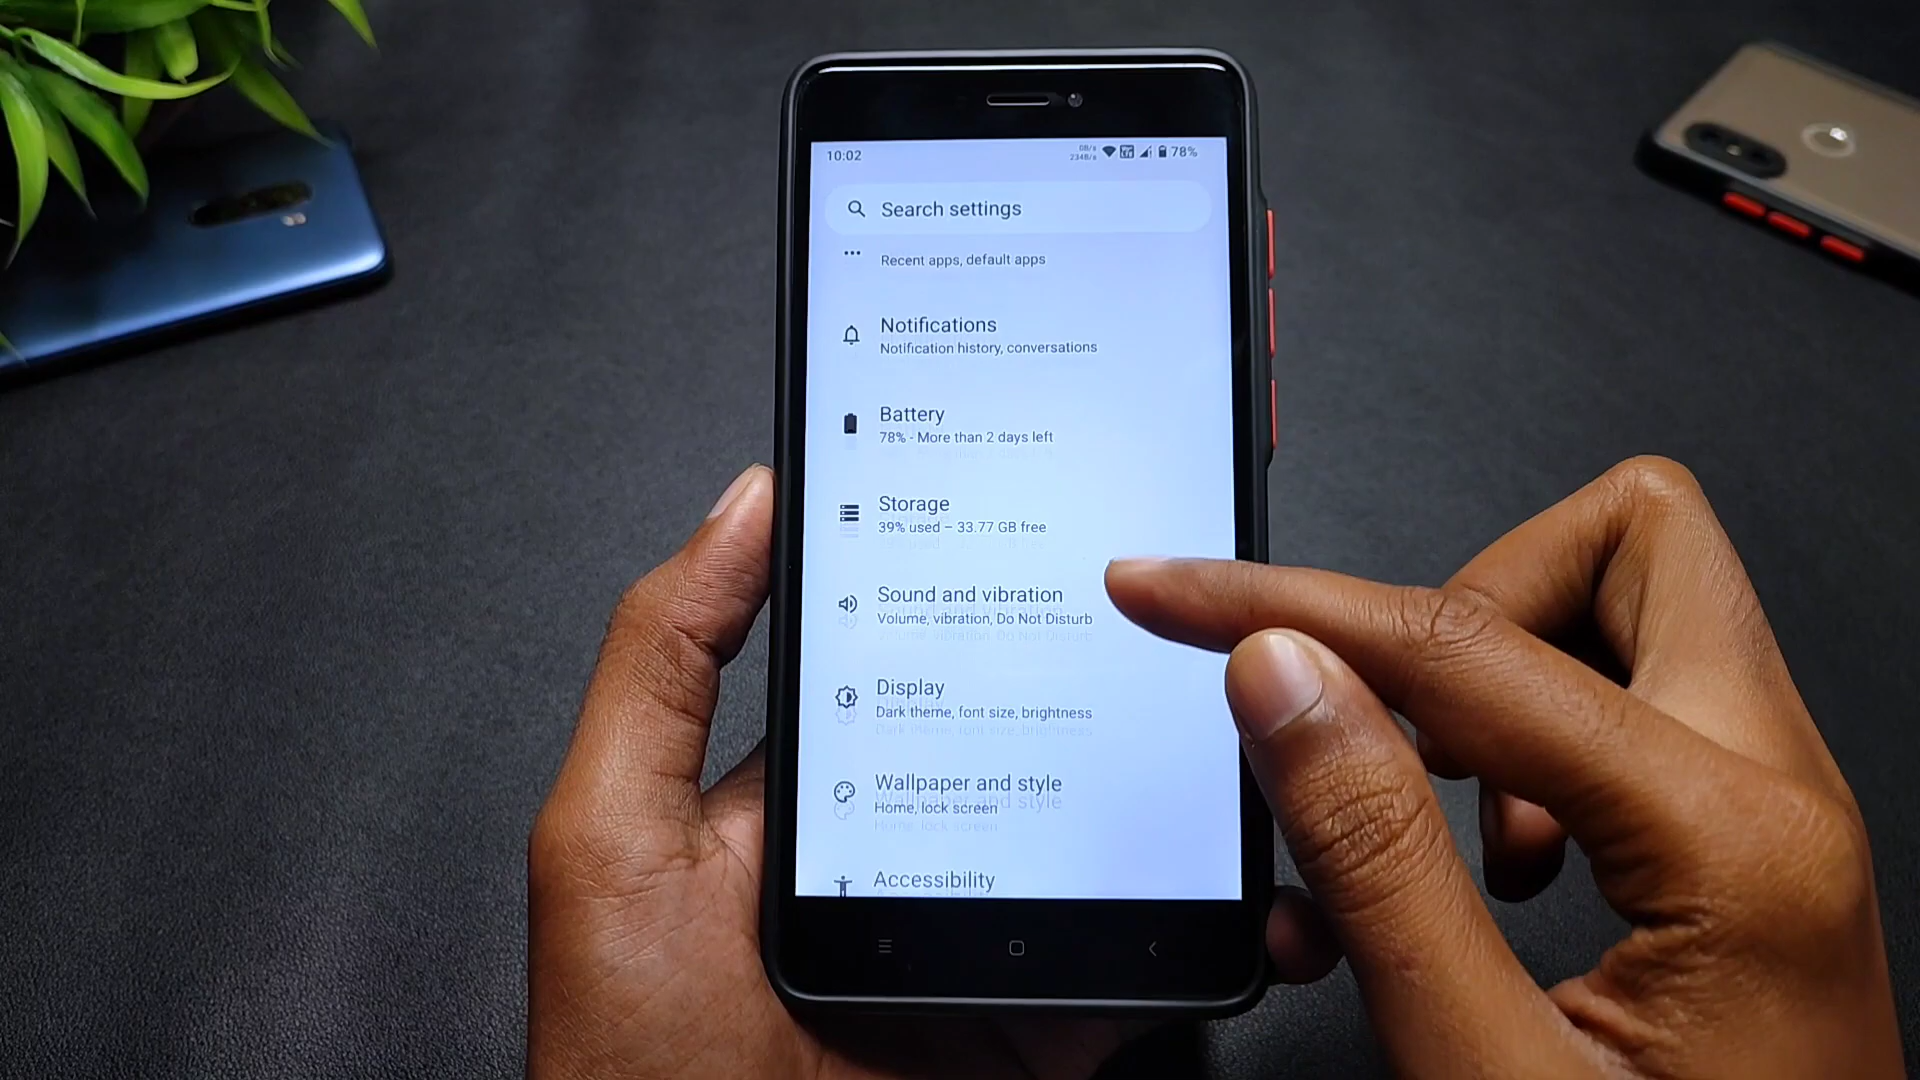 10:02
78%
Search settings
Recent apps, default apps
Notifications
Notification history, conversations
Battery
78% - More than 2 days left
Storage
39% used – 33.77 GB free
Sound and vibration
Volume, vibration, Do Not Disturb
Display
Dark theme, font size, brightness
Wallpaper and style
Home, lock screen
Accessibility